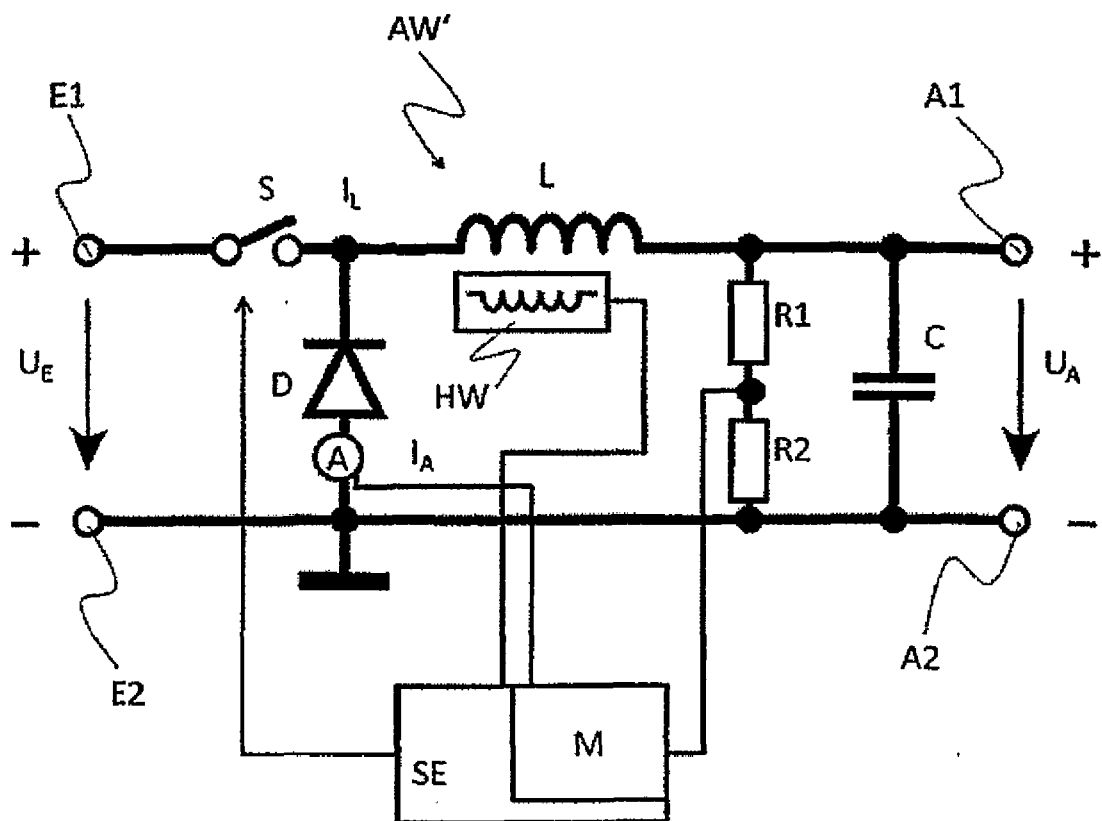 AW'
E1
A1
S
I_L
L
+
+
R1
U_E
D
HW
C
U_A
A
I_A
R2
−
−
E2
A2
SE
M